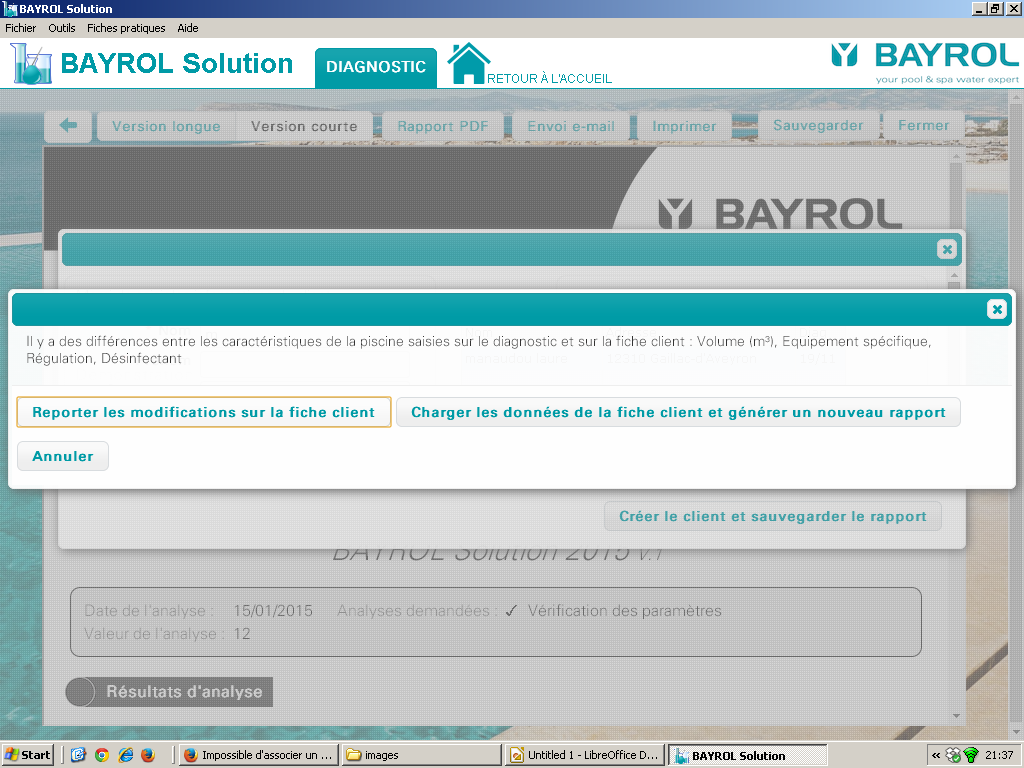 BAYROL Solution
Fichier Outils Fiches pratiques Aide
BAYROL Solution
DIAGNOSTIC
RETOUR À L'ACCUEIL
BAYROL
your pool & spa water expert
Version longue Version courte Rapport PDF Envoi e-mail Imprimer Sauvegarder Fermer
BAYROL
Il y a des différences entre les caractéristiques de la piscine saisies sur le diagnostic et sur la fiche client : Volume (m³), Equipement spécifique,
Régulation, Désinfectant
Reporter les modifications sur la fiche client Charger les données de la fiche client et générer un nouveau rapport
Annuler
Créer le client et sauvegarder le rapport
BAYROL Solution 2015 V.1
Date de l'analyse : 15/01/2015 Analyses demandées : ✓ Vérification des paramètres
Valeur de l'analyse : 12
Résultats d'analyse
Start Impossible d'associer un ... images Untitled 1 - LibreOffice D... BAYROL Solution « 21:37